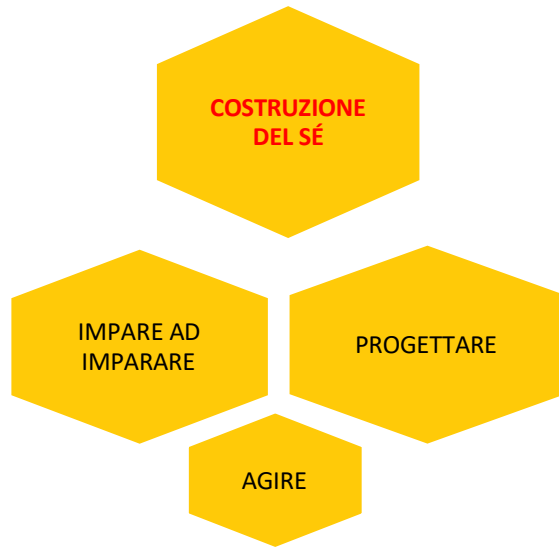 COSTRUZIONE
DEL SÉ
IMPARE AD
IMPARARE
PROGETTARE
AGIRE